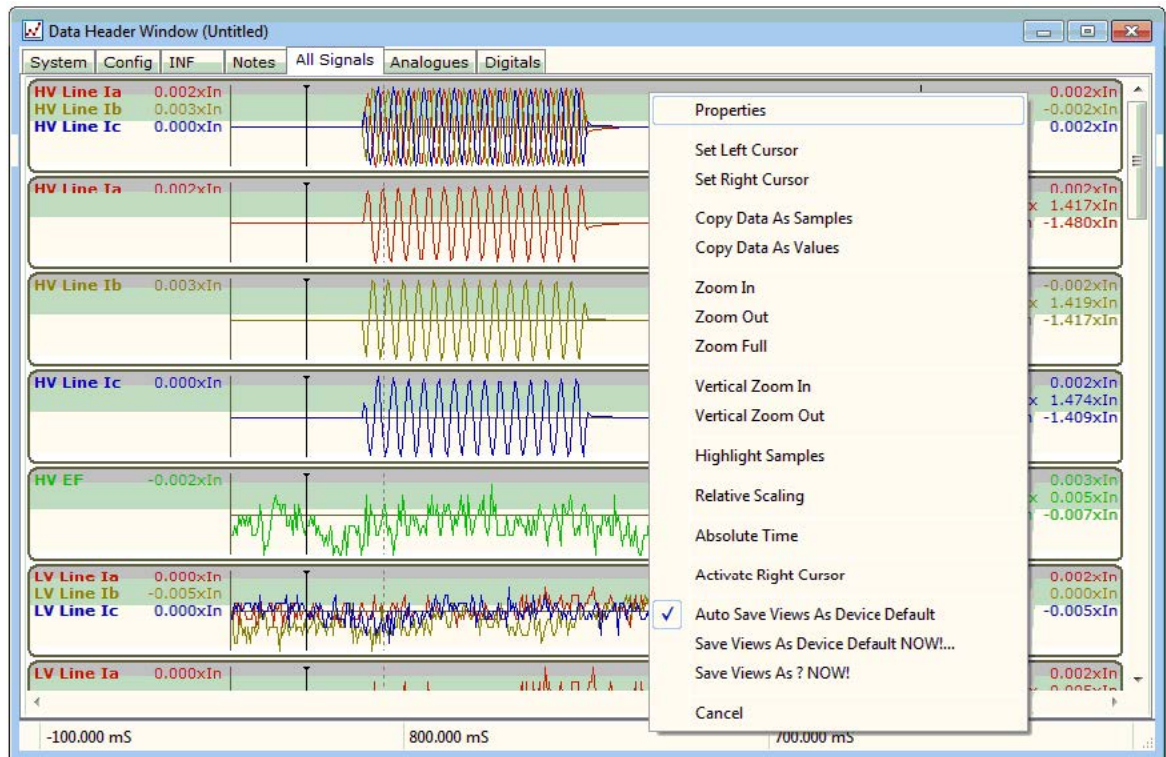 Data Header Window (Untitled)
System Config INF Notes All Signals Analogues Digitals
HV Line Ia 0.002xIn
HV Line Ib 0.003xIn
HV Line Ic 0.000xIn
0.002xIn
-0.002xIn
0.002xIn
HV Line Ia 0.002xIn
0.002xIn
x 1.417xIn
-1.480xIn
HV Line Ib 0.003xIn
-0.002xIn
x 1.419xIn
-1.417xIn
HV Line Ic 0.000xIn
0.002xIn
x 1.474xIn
-1.409xIn
HV EF -0.002xIn
0.003xIn
x 0.005xIn
-0.007xIn
LV Line Ia 0.000xIn
LV Line Ib -0.005xIn
LV Line Ic 0.000xIn
0.002xIn
0.000xIn
-0.005xIn
LV Line Ia 0.000xIn
0.002xIn
Properties
Set Left Cursor
Set Right Cursor
Copy Data As Samples
Copy Data As Values
Zoom In
Zoom Out
Zoom Full
Vertical Zoom In
Vertical Zoom Out
Highlight Samples
Relative Scaling
Absolute Time
Activate Right Cursor
Auto Save Views As Device Default
Save Views As Device Default NOW!...
Save Views As ? NOW!
Cancel
-100.000 mS 800.000 mS 700.000 mS